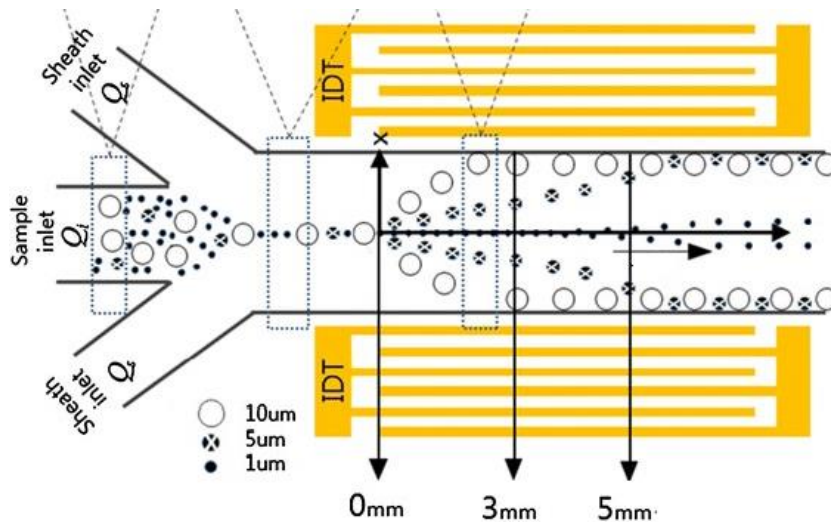 Sheath
inlet
Qs
IDT
x
Sample
inlet
Qi
Sheath
inlet
Qs
IDT
10um
5um
1um
0mm
3mm
5mm